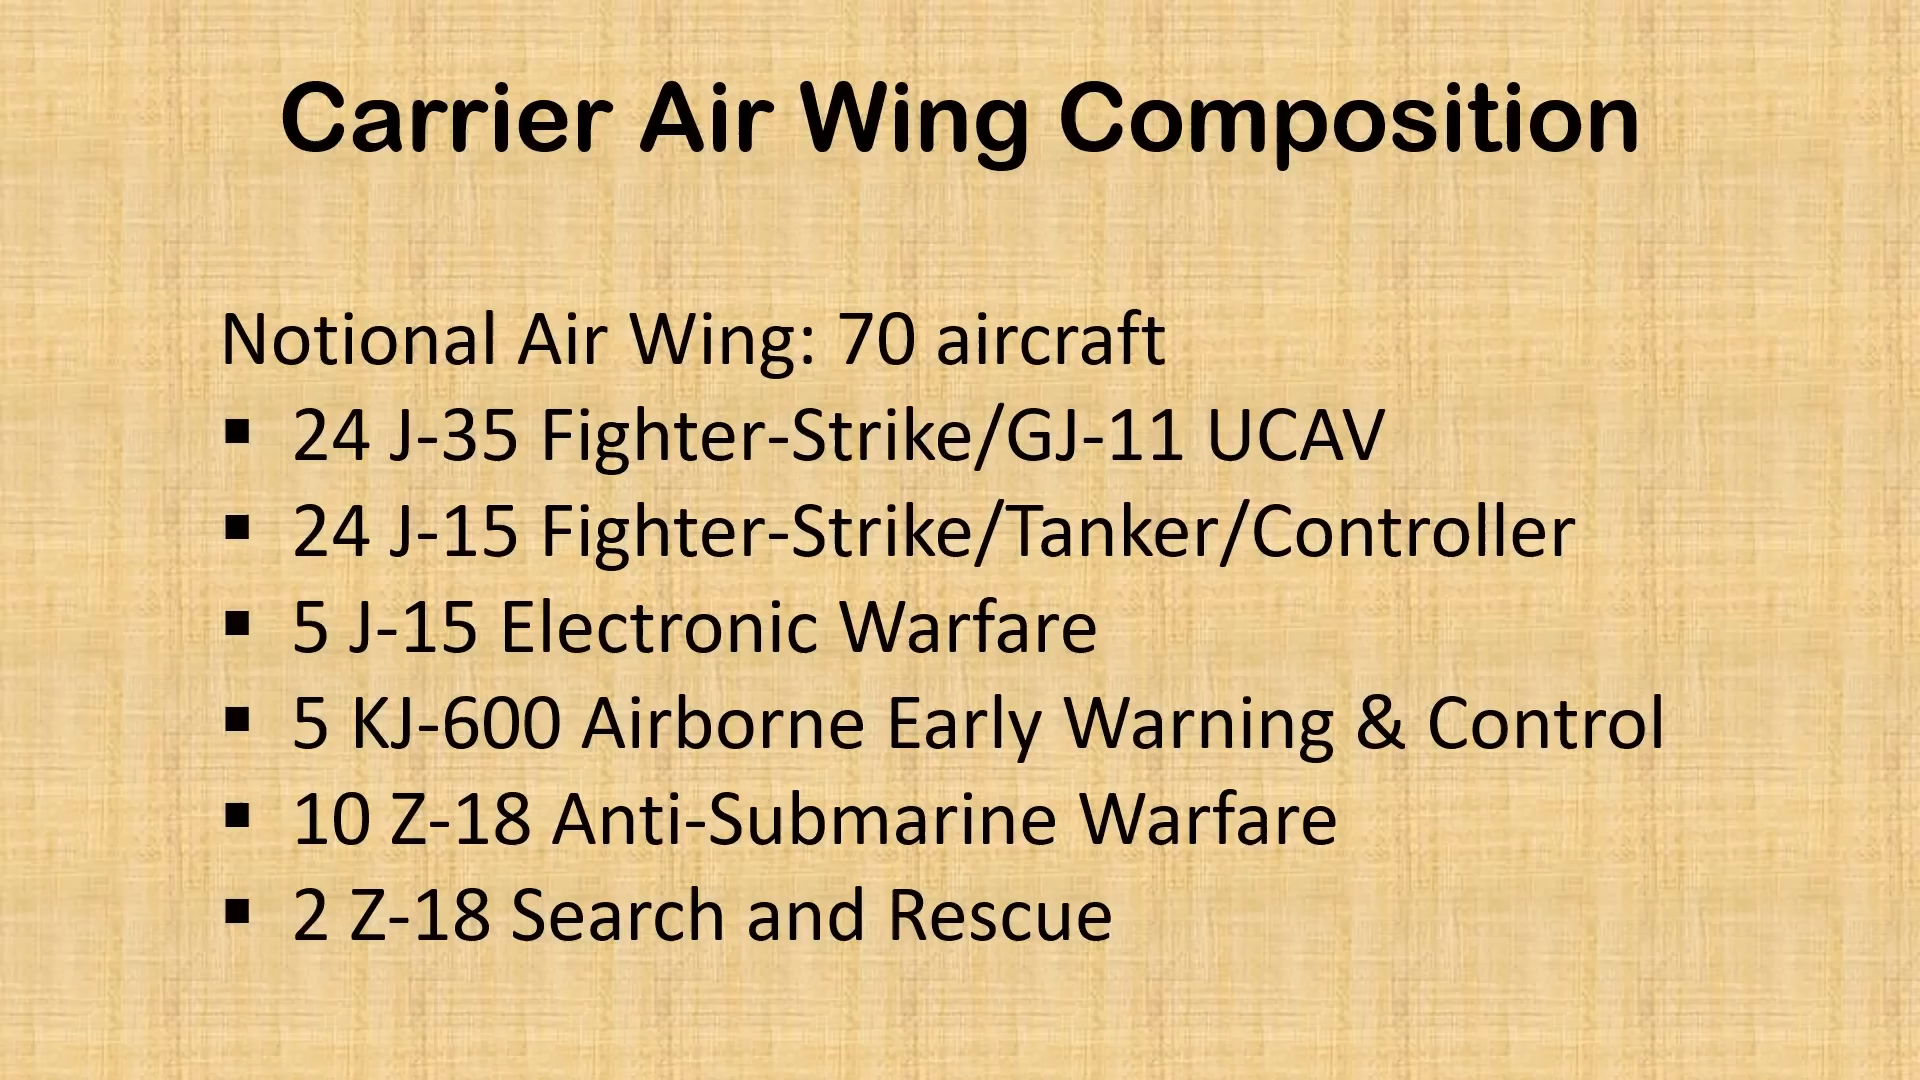 Carrier Air Wing Composition
Notional Air Wing: 70 aircraft
▪ 24 J-35 Fighter-Strike/GJ-11 UCAV
▪ 24 J-15 Fighter-Strike/Tanker/Controller
▪ 5 J-15 Electronic Warfare
▪ 5 KJ-600 Airborne Early Warning & Control
▪ 10 Z-18 Anti-Submarine Warfare
▪ 2 Z-18 Search and Rescue